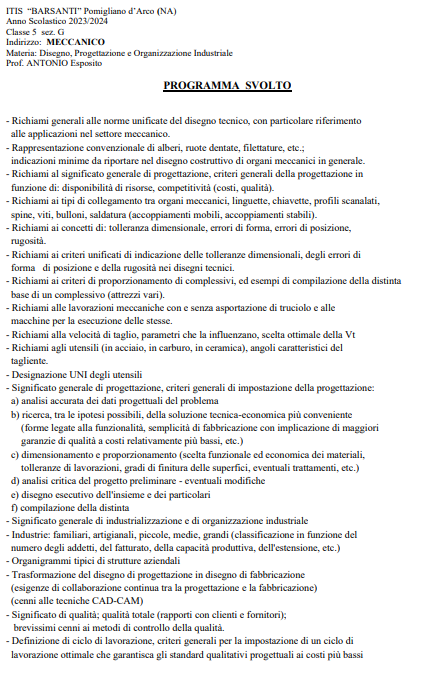 ITIS “BARSANTI” Pomigliano d’Arco (NA)
Anno Scolastico 2023/2024
Classe 5 sez. G
Indirizzo: MECCANICO
Materia: Disegno, Progettazione e Organizzazione Industriale
Prof. ANTONIO Esposito
PROGRAMMA SVOLTO
- Richiami generali alle norme unificate del disegno tecnico, con particolare riferimento
alle applicazioni nel settore meccanico.
- Rappresentazione convenzionale di alberi, ruote dentate, filettature, etc.;
indicazioni minime da riportare nel disegno costruttivo di organi meccanici in generale.
- Richiami al significato generale di progettazione, criteri generali della progettazione in
funzione di: disponibilità di risorse, competitività (costi, qualità).
- Richiami ai tipi di collegamento tra organi meccanici, linguette, chiavette, profili scanalati,
spine, viti, bulloni, saldatura (accoppiamenti mobili, accoppiamenti stabili).
- Richiami ai concetti di: tolleranza dimensionale, errori di forma, errori di posizione,
rugosità.
- Richiami ai criteri unificati di indicazione delle tolleranze dimensionali, degli errori di
forma di posizione e della rugosità nei disegni tecnici.
- Richiami ai criteri di proporzionamento di complessivi, ed esempi di compilazione della distinta
base di un complessivo (attrezzi vari).
- Richiami alle lavorazioni meccaniche con e senza asportazione di truciolo e alle
macchine per la esecuzione delle stesse.
- Richiami alla velocità di taglio, parametri che la influenzano, scelta ottimale della Vt
- Richiami agli utensili (in acciaio, in carburo, in ceramica), angoli caratteristici del
tagliente.
- Designazione UNI degli utensili
- Significato generale di progettazione, criteri generali di impostazione della progettazione:
a) analisi accurata dei dati progettuali del problema
b) ricerca, tra le ipotesi possibili, della soluzione tecnica-economica più conveniente
(forme legate alla funzionalità, semplicità di fabbricazione con implicazione di maggiori
garanzie di qualità a costi relativamente più bassi, etc.)
c) dimensionamento e proporzionamento (scelta funzionale ed economica dei materiali,
tolleranze di lavorazioni, gradi di finitura delle superfici, eventuali trattamenti, etc.)
d) analisi critica del progetto preliminare - eventuali modifiche
e) disegno esecutivo dell'insieme e dei particolari
f) compilazione della distinta
- Significato generale di industrializzazione e di organizzazione industriale
- Industrie: familiari, artigianali, piccole, medie, grandi (classificazione in funzione del
numero degli addetti, del fatturato, della capacità produttiva, dell'estensione, etc.)
- Organigrammi tipici di strutture aziendali
- Trasformazione del disegno di progettazione in disegno di fabbricazione
(esigenze di collaborazione continua tra la progettazione e la fabbricazione)
(cenni alle tecniche CAD-CAM)
- Significato di qualità; qualità totale (rapporti con clienti e fornitori);
brevissimi cenni ai metodi di controllo della qualità.
- Definizione di ciclo di lavorazione, criteri generali per la impostazione di un ciclo di
lavorazione ottimale che garantisca gli standard qualitativi progettuali ai costi più bassi